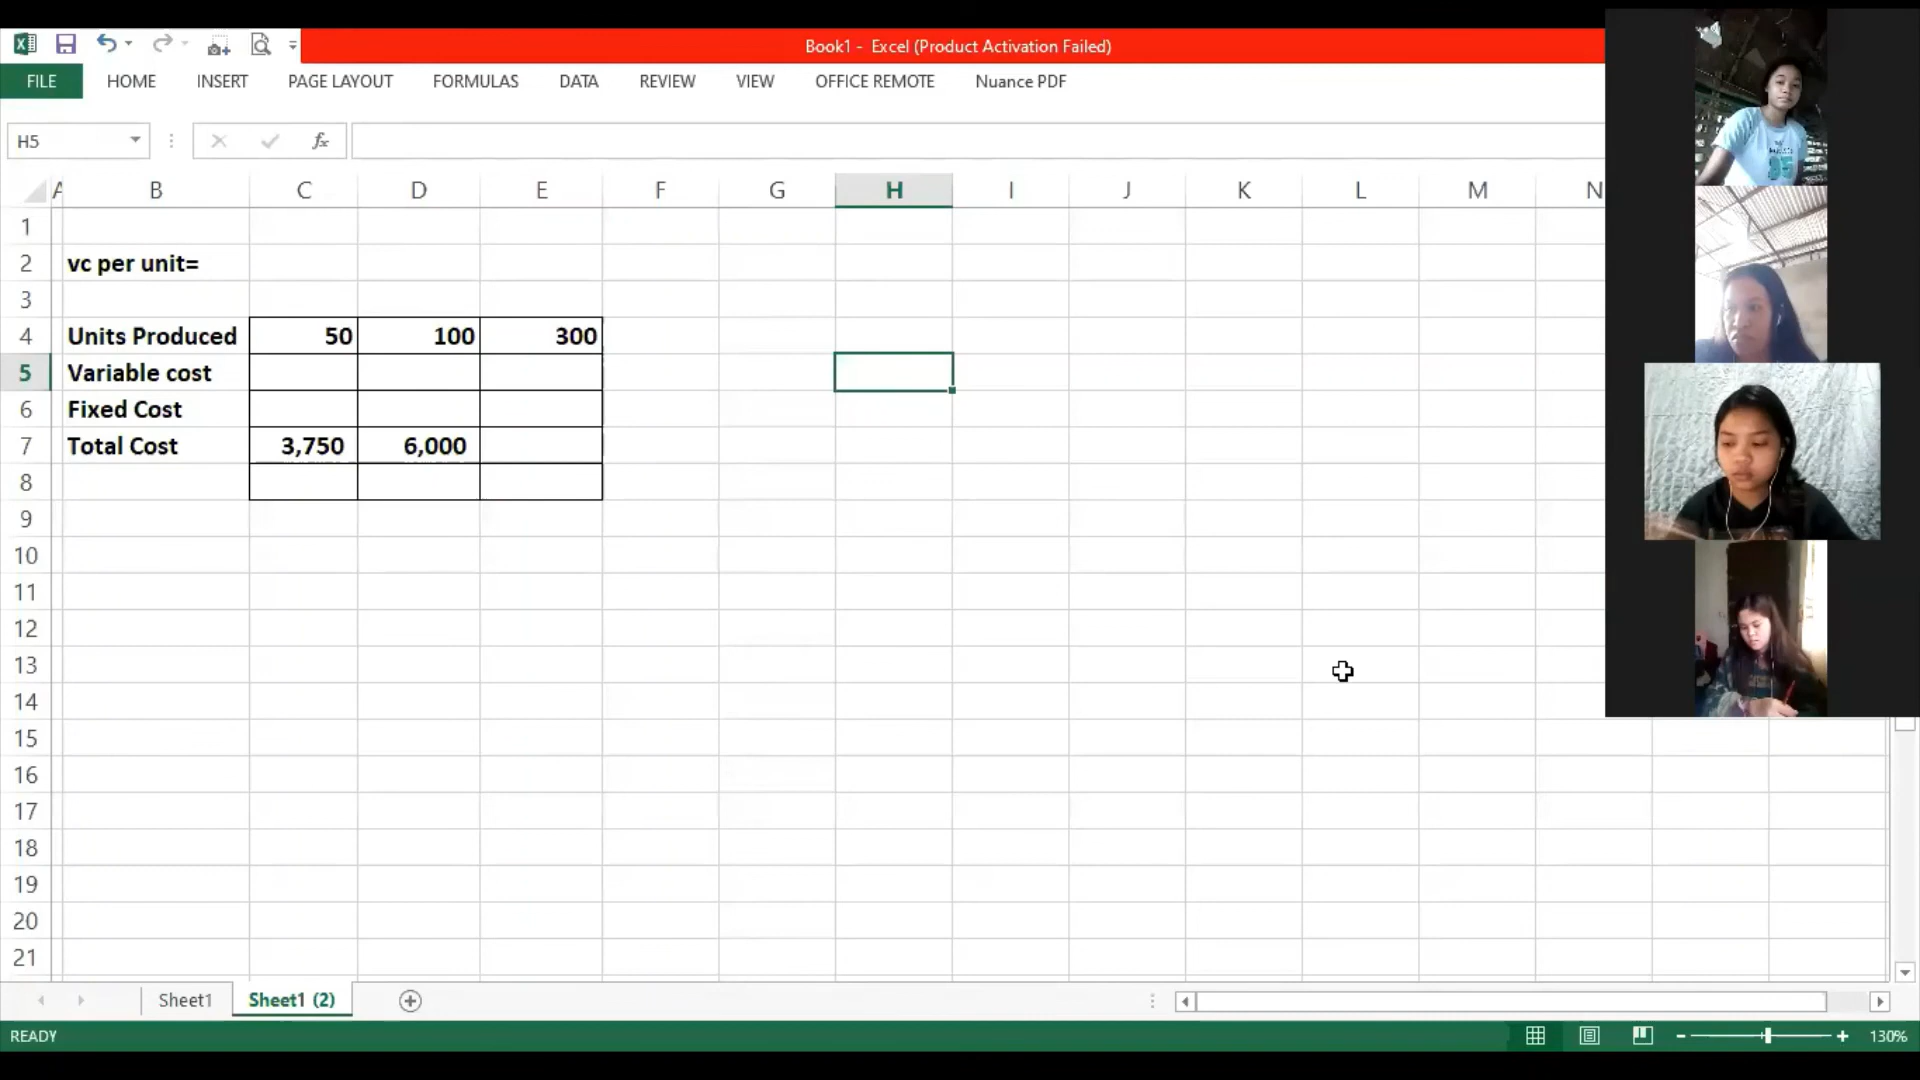 Book1 - Excel (Product Activation Failed)
FILE HOME INSERT PAGE LAYOUT FORMULAS DATA REVIEW VIEW OFFICE REMOTE Nuance PDF
H5 fx
A B C D E F G H I J K L M N
1
2 vc per unit=
3
4 Units Produced 50 100 300
5 Variable cost
6 Fixed Cost
7 Total Cost 3,750 6,000
8
9
10
11
12
13
14
15
16
17
18
19
20
21
Sheet1 Sheet1 (2)
READY 130%